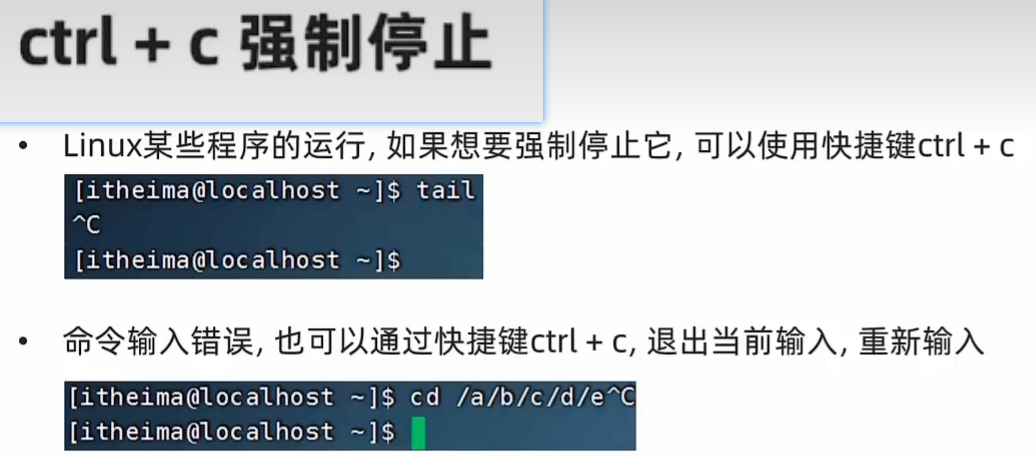 ctrl + c 强制停止
• Linux某些程序的运行, 如果想要强制停止它, 可以使用快捷键ctrl + c
[itheima@localhost ~]$ tail
^C
[itheima@localhost ~]$
• 命令输入错误, 也可以通过快捷键ctrl + c, 退出当前输入, 重新输入
[itheima@localhost ~]$ cd /a/b/c/d/e^C
[itheima@localhost ~]$